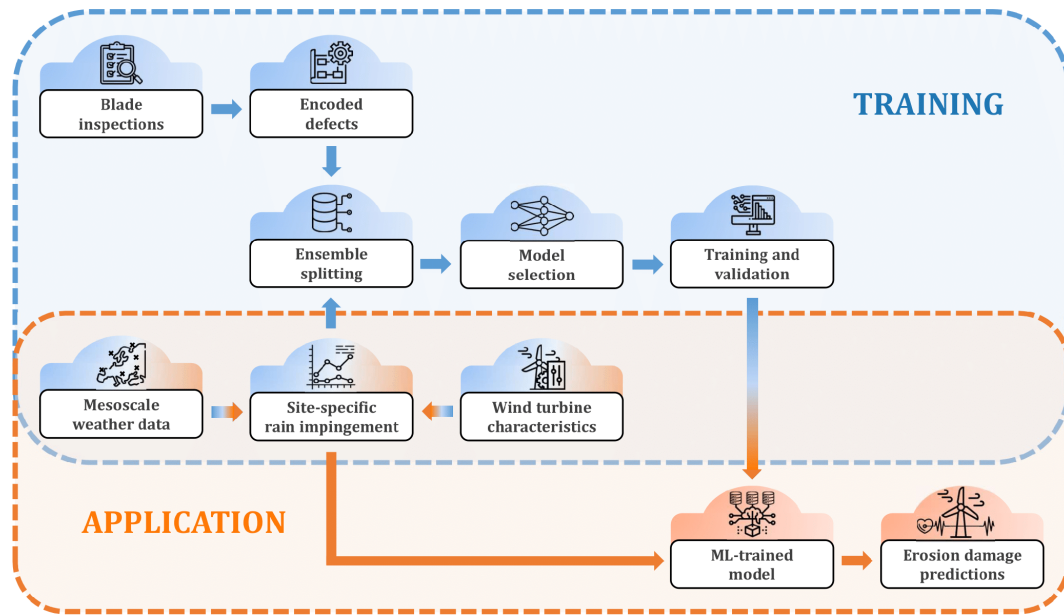 TRAINING
Blade
inspections
Encoded
defects
Ensemble
splitting
Model
selection
Training and
validation
Mesoscale
weather data
Site-specific
rain impingement
Wind turbine
characteristics
APPLICATION
ML-trained
model
Erosion damage
predictions